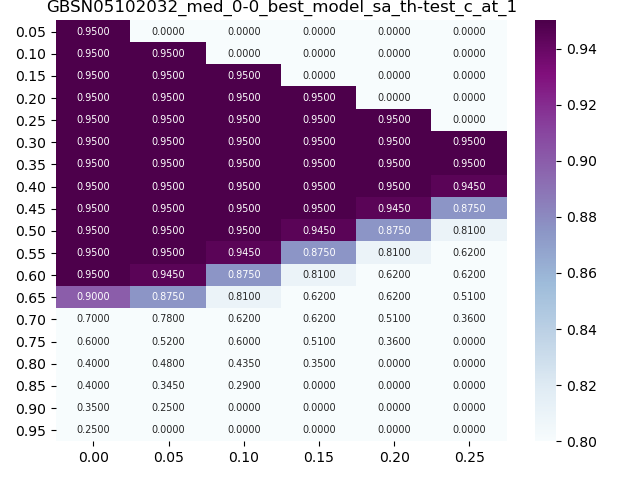 GBSN05102032_med_0-0_best_model_sa_th-test_c_at_1
0.05 0.9500 0.0000 0.0000 0.0000 0.0000 0.0000
0.10 0.9500 0.9500 0.0000 0.0000 0.0000 0.0000
0.15 0.9500 0.9500 0.9500 0.0000 0.0000 0.0000
0.20 0.9500 0.9500 0.9500 0.9500 0.0000 0.0000
0.25 0.9500 0.9500 0.9500 0.9500 0.9500 0.0000
0.30 0.9500 0.9500 0.9500 0.9500 0.9500 0.9500
0.35 0.9500 0.9500 0.9500 0.9500 0.9500 0.9500
0.40 0.9500 0.9500 0.9500 0.9500 0.9500 0.9450
0.45 0.9500 0.9500 0.9500 0.9500 0.9450 0.8750
0.50 0.9500 0.9500 0.9500 0.9450 0.8750 0.8100
0.55 0.9500 0.9500 0.9450 0.8750 0.8100 0.6200
0.60 0.9500 0.9450 0.8750 0.8100 0.6200 0.6200
0.65 0.9000 0.8750 0.8100 0.6200 0.6200 0.5100
0.70 0.7000 0.7800 0.6200 0.6200 0.5100 0.3600
0.75 0.6000 0.5200 0.6000 0.5100 0.3600 0.0000
0.80 0.4000 0.4800 0.4350 0.3500 0.0000 0.0000
0.85 0.4000 0.3450 0.2900 0.0000 0.0000 0.0000
0.90 0.3500 0.2500 0.0000 0.0000 0.0000 0.0000
0.95 0.2500 0.0000 0.0000 0.0000 0.0000 0.0000
0.00 0.05 0.10 0.15 0.20 0.25
0.94
0.92
0.90
0.88
0.86
0.84
0.82
0.80